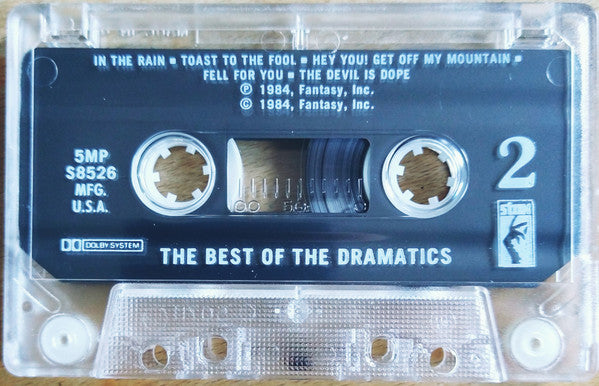 IN THE RAIN ▪ TOAST TO THE FOOL ▪ HEY YOU! GET OFF MY MOUNTAIN ▪
FELL FOR YOU ▪ THE DEVIL IS DOPE
℗ 1984, Fantasy, Inc.
© 1984, Fantasy, Inc.
5MP
S8526
MFG.
U.S.A.
2
00 50
stax
DOLBY SYSTEM
THE BEST OF THE DRAMATICS